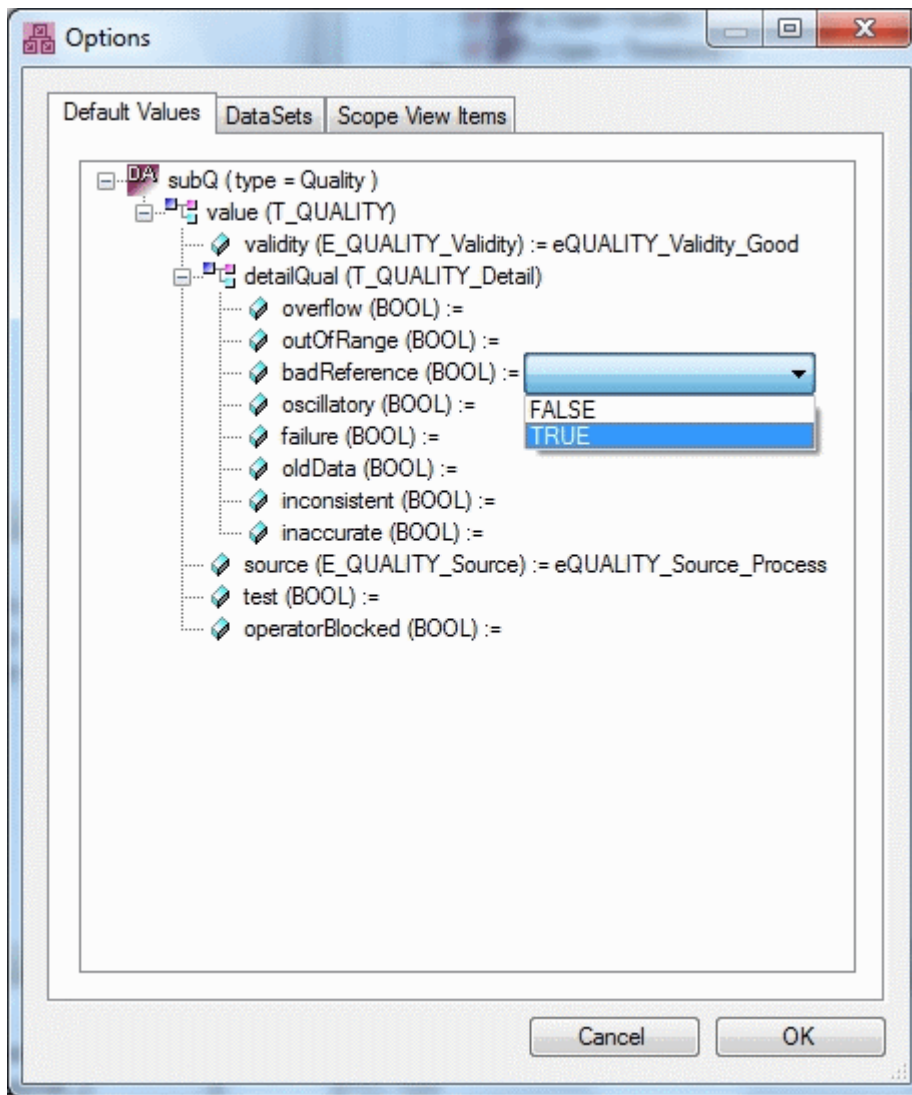 Options
Default Values DataSets Scope View Items
DA subQ ( type = Quality )
value (T_QUALITY)
validity (E_QUALITY_Validity) := eQUALITY_Validity_Good
detailQual (T_QUALITY_Detail)
overflow (BOOL) :=
outOfRange (BOOL) :=
badReference (BOOL) :=
oscillatory (BOOL) :=
FALSE
failure (BOOL) :=
TRUE
oldData (BOOL) :=
inconsistent (BOOL) :=
inaccurate (BOOL) :=
source (E_QUALITY_Source) := eQUALITY_Source_Process
test (BOOL) :=
operatorBlocked (BOOL) :=
Cancel OK